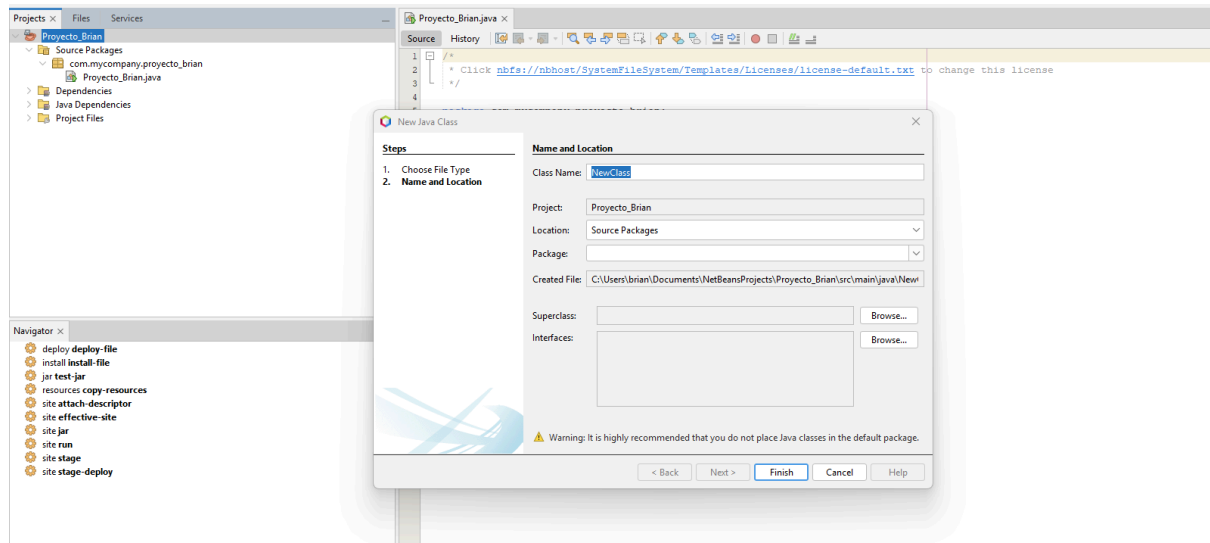 Projects × Files Services
Proyecto_Brian
Source Packages
com.mycompany.proyecto_brian
Proyecto_Brian.java
Dependencies
Java Dependencies
Project Files
Navigator ×
deploy deploy-file
install install-file
jar test-jar
resources copy-resources
site attach-descriptor
site effective-site
site jar
site run
site stage
site stage-deploy
Proyecto_Brian.java ×
Source History
1 /*
2 * Click nbfs://nbhost/SystemFileSystem/Templates/Licenses/license-default.txt to change this license
3 */
4
New Java Class
Steps
1. Choose File Type
2. Name and Location
Name and Location
Class Name: NewClass
Project: Proyecto_Brian
Location: Source Packages
Package:
Created File: C:\Users\brian\Documents\NetBeansProjects\Proyecto_Brian\src\main\java\New
Superclass: Browse...
Interfaces: Browse...
Warning: It is highly recommended that you do not place Java classes in the default package.
< Back Next > Finish Cancel Help